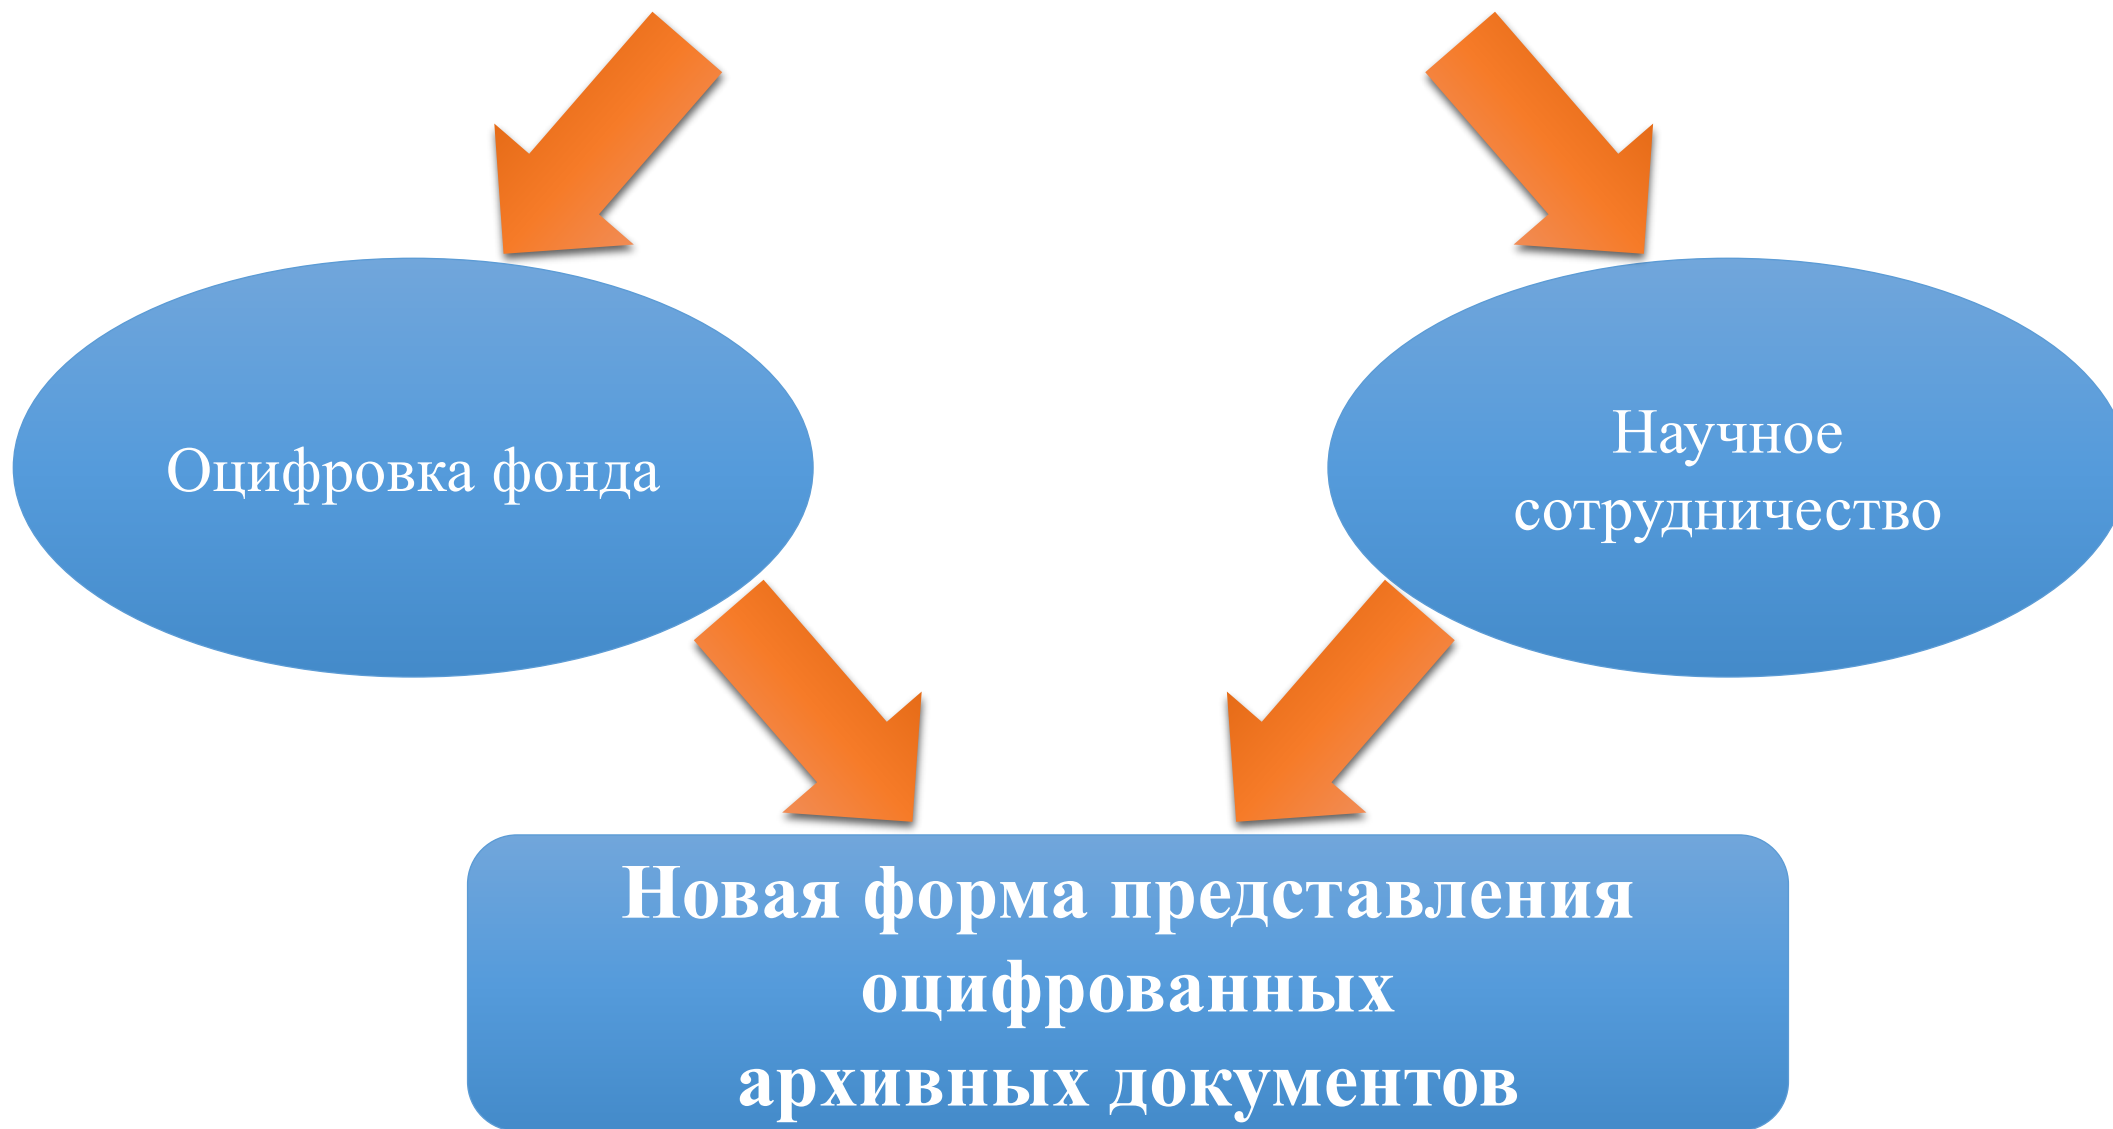 Оцифровка фонда
Научное
сотрудничество
Новая форма представления
оцифрованных
архивных документов